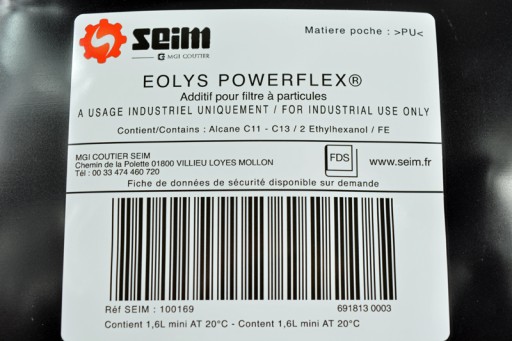 seim
MGI COUTIER
Matiere poche : >PU<
EOLYS POWERFLEX®
Additif pour filtre à particules
A USAGE INDUSTRIEL UNIQUEMENT / FOR INDUSTRIAL USE ONLY
Contient/Contains : Alcane C11 - C13 / 2 Ethylhexanol / FE
MGI COUTIER SEIM
Chemin de la Polette 01800 VILLIEU LOYES MOLLON
Tél : 00 33 474 460 720
FDS
www.seim.fr
Fiche de données de sécurité disponible sur demande
Réf SEIM : 100169
691813 0003
Contient 1,6L mini AT 20°C - Content 1,6L mini AT 20°C